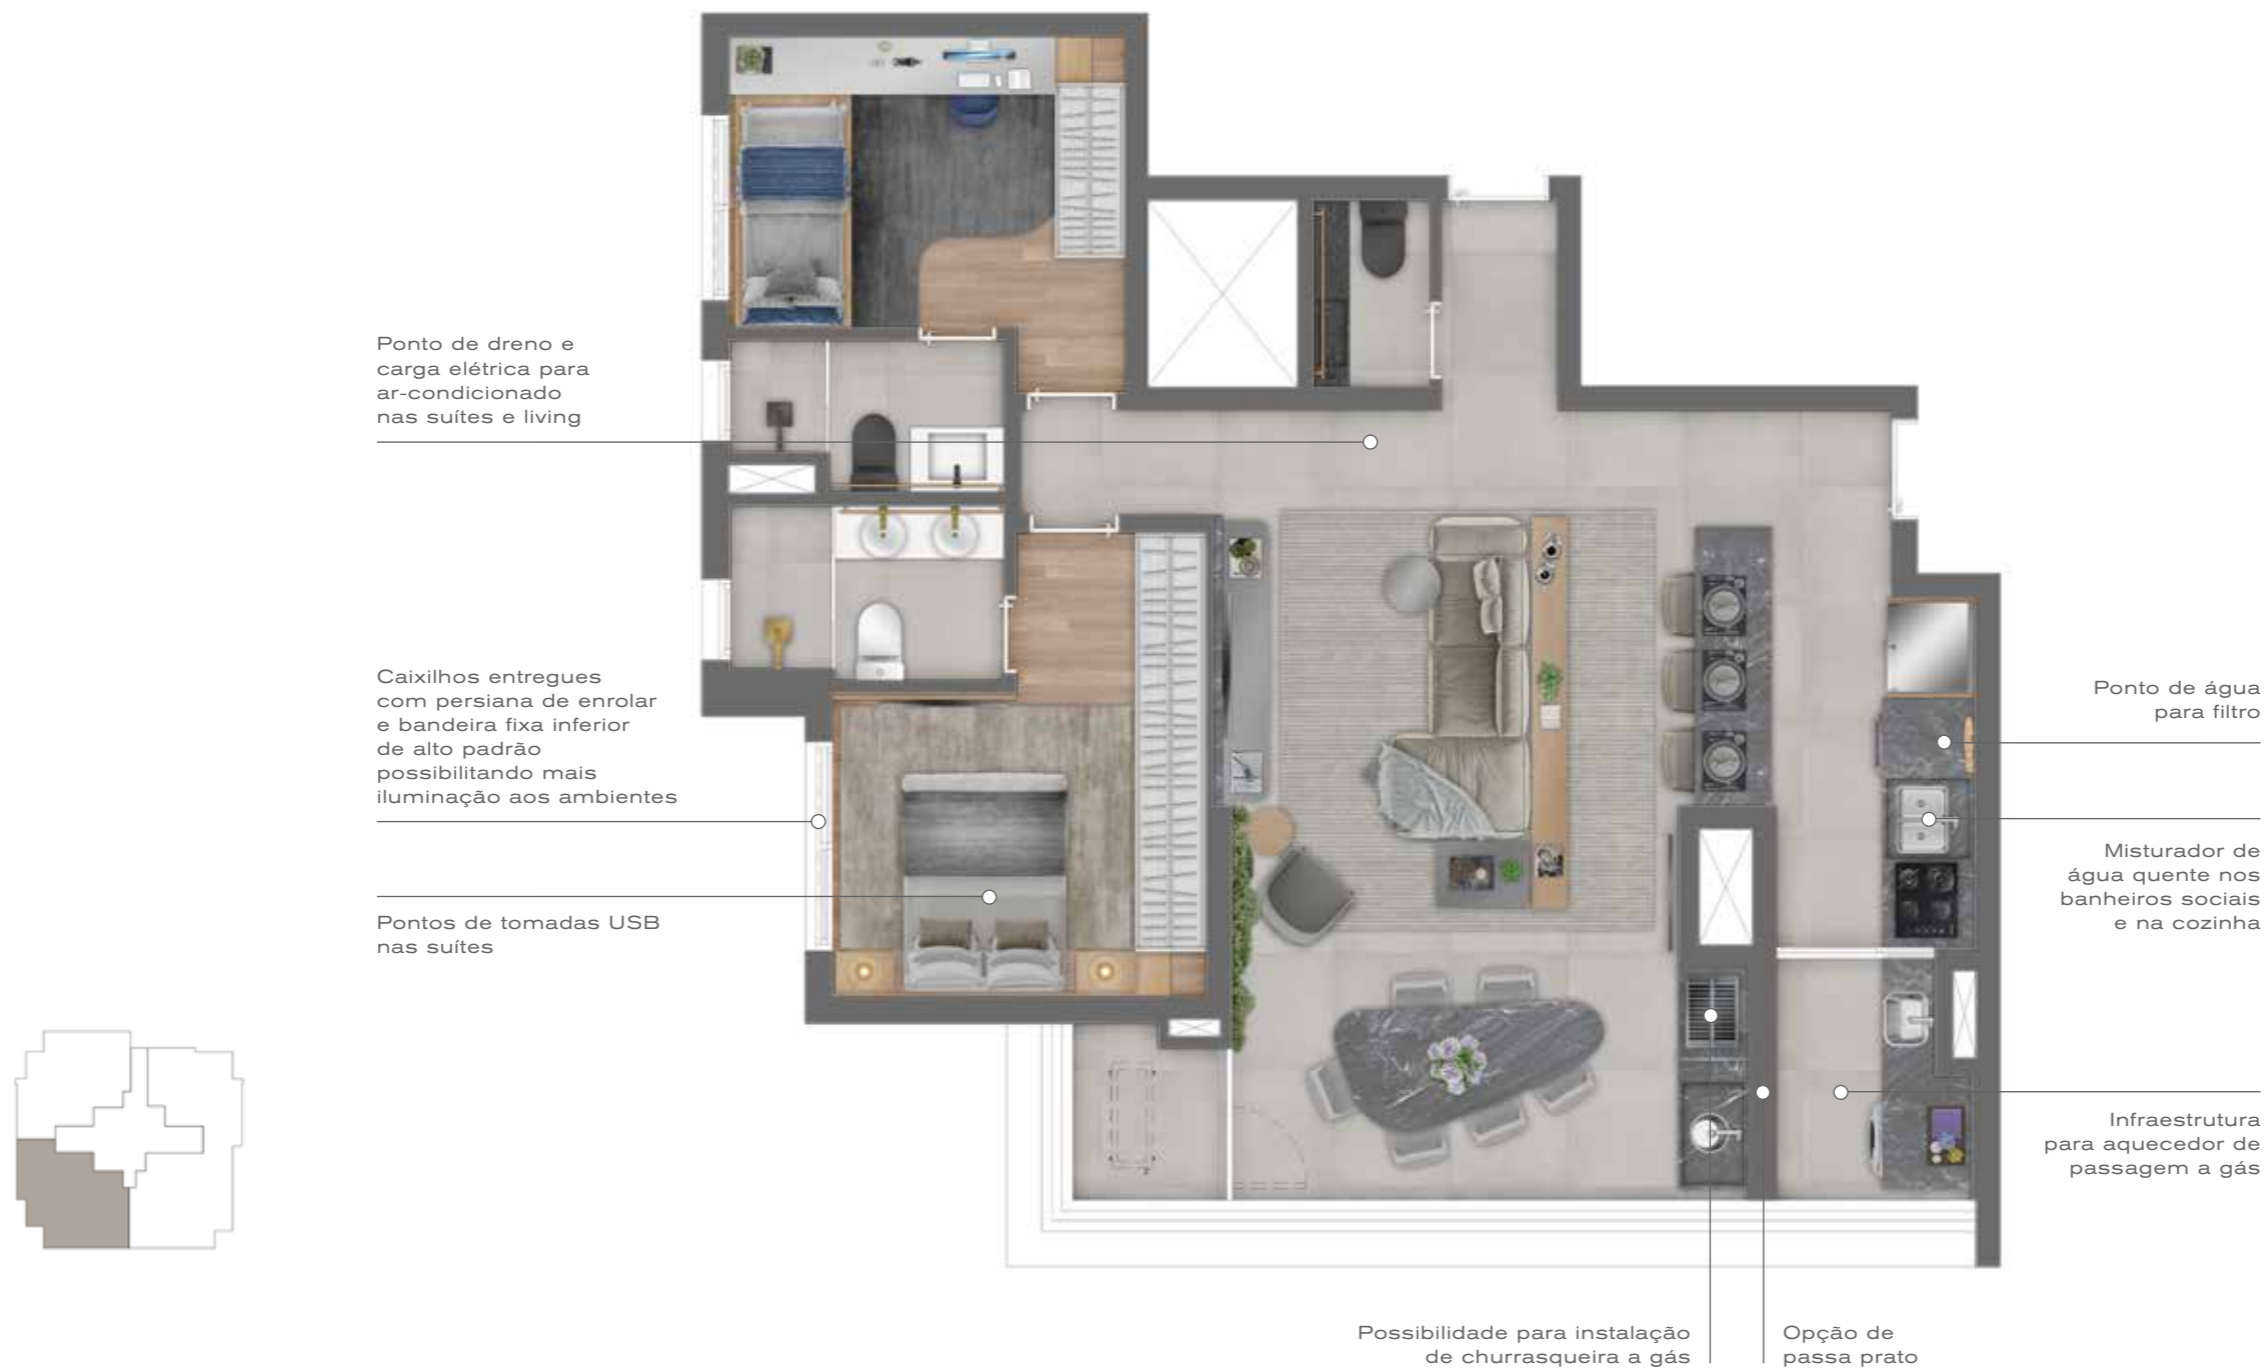 Ponto de dreno e
carga elétrica para
ar-condicionado
nas suítes e living
Caixilhos entregues
com persiana de enrolar
e bandeira fixa inferior
de alto padrão
possibilitando mais
iluminação aos ambientes
Pontos de tomadas USB
nas suítes
Ponto de água
para filtro
Misturador de
água quente nos
banheiros sociais
e na cozinha
Infraestrutura
para aquecedor de
passagem a gás
Possibilidade para instalação
de churrasqueira a gás
Opção de
passa prato